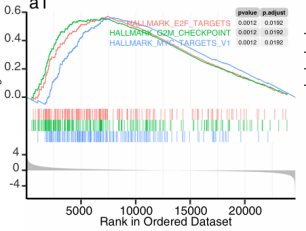 a1
pvalue p.adjust
HALLMARK_E2F_TARGETS 0.0012 0.0192
HALLMARK_G2M_CHECKPOINT 0.0012 0.0192
HALLMARK_MYC_TARGETS_V1 0.0012 0.0192
0.6
0.4
0.2
0.0
4
0
-4
5000 10000 15000 20000
Rank in Ordered Dataset